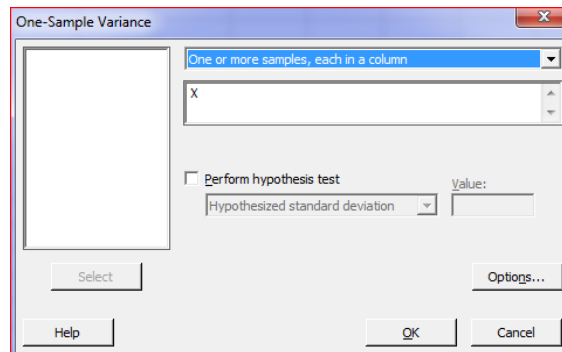 One-Sample Variance
One or more samples, each in a column
X
Perform hypothesis test
Value:
Hypothesized standard deviation
Select
Options...
Help
OK
Cancel